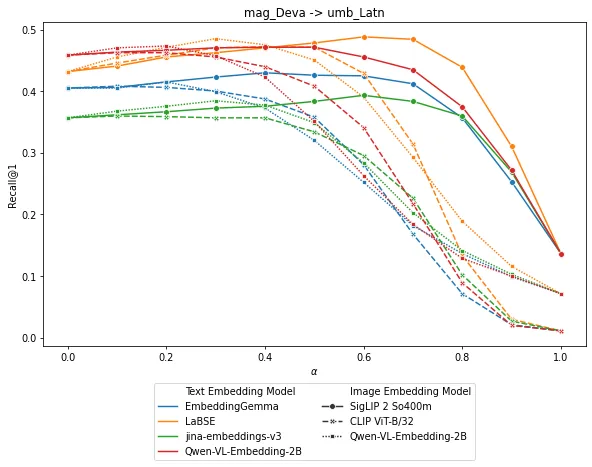 mag_Deva -> umb_Latn
Recall@1
0.5
0.4
0.3
0.2
0.1
0.0
0.0 0.2 0.4 0.6 0.8 1.0
α
Text Embedding Model Image Embedding Model
EmbeddingGemma SigLIP 2 So400m
LaBSE CLIP ViT-B/32
jina-embeddings-v3 Qwen-VL-Embedding-2B
Qwen-VL-Embedding-2B